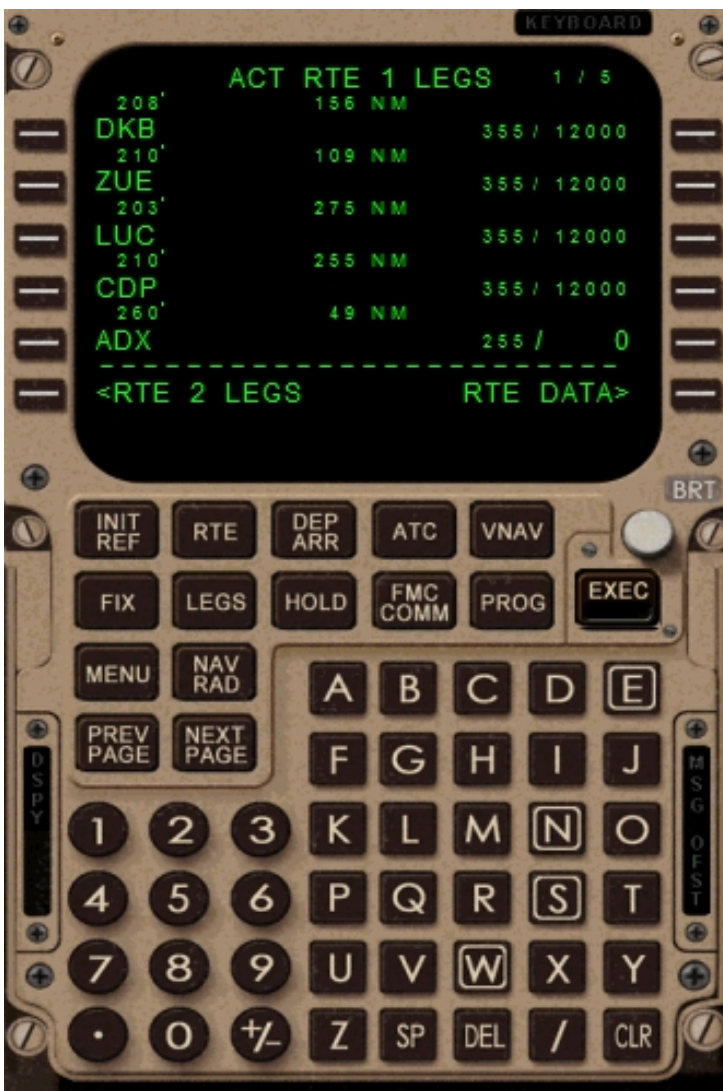 KEYBOARD
ACT RTE 1 LEGS 1 / 5
208' 156 NM
DKB 355/ 12000
210' 109 NM
ZUE 355/ 12000
203' 275 NM
LUC 355/ 12000
210' 255 NM
CDP 355/ 12000
260' 49 NM
ADX 255/ 0
----------------------------
<RTE 2 LEGS RTE DATA>
BRT
INIT REF RTE DEP ARR ATC VNAV
FIX LEGS HOLD FMC COMM PROG EXEC
MENU NAV RAD A B C D E
PREV PAGE NEXT PAGE F G H I J
DSPY
MSG OFST
1 2 3 K L M N O
4 5 6 P Q R S T
7 8 9 U V W X Y
. 0 +/- Z SP DEL / CLR